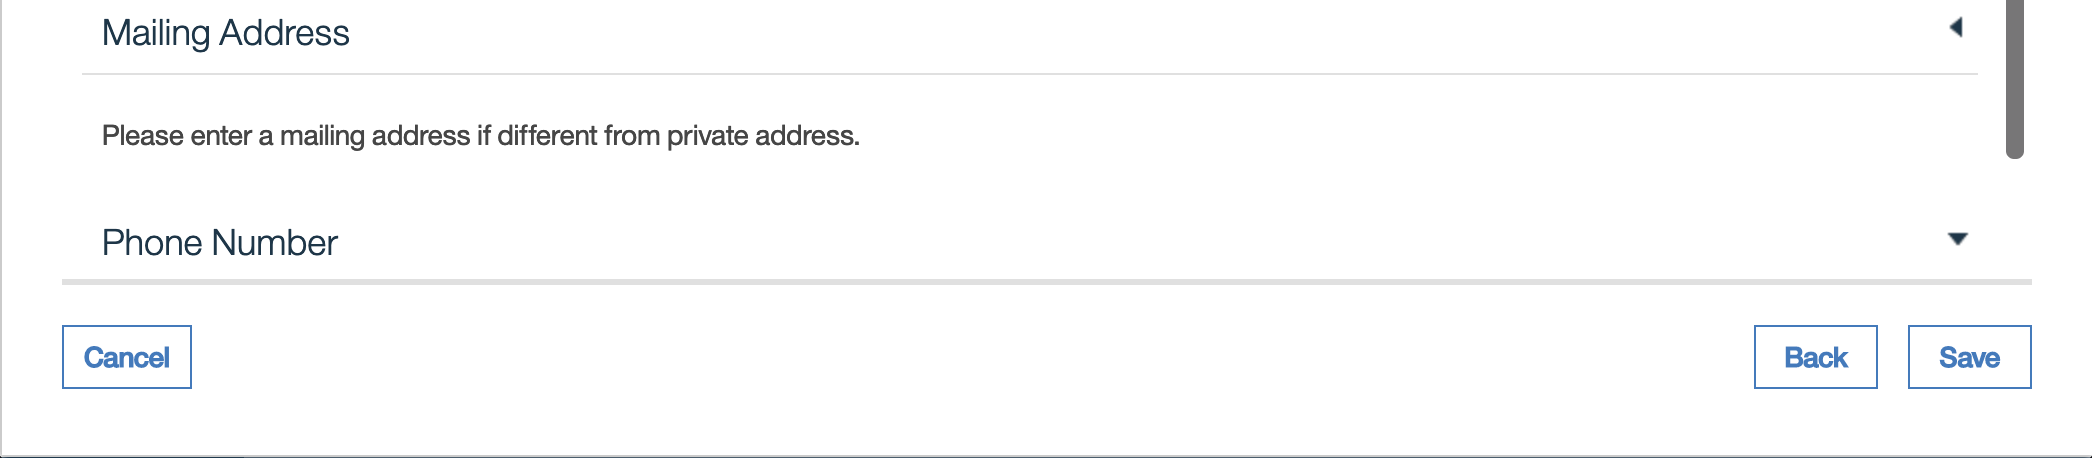 Mailing Address
Please enter a mailing address if different from private address.
Phone Number
Cancel
Back
Save